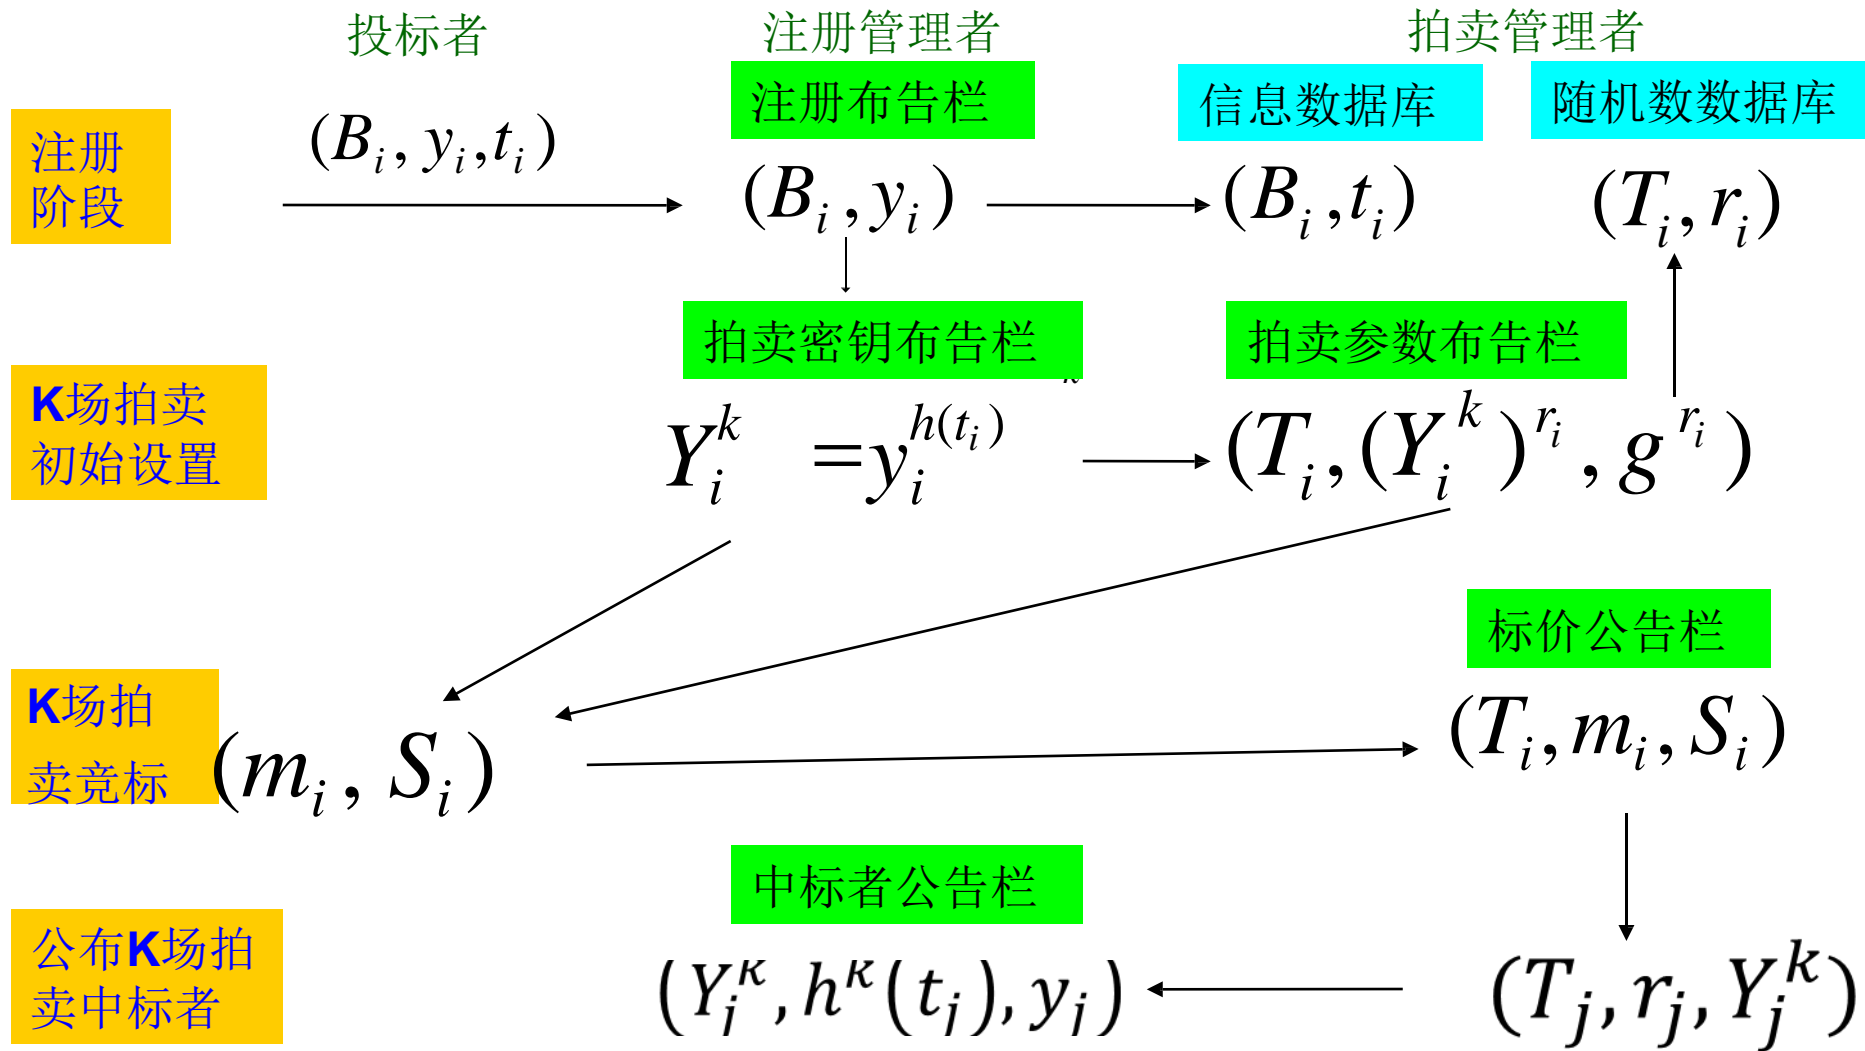 投标者
注册管理者
拍卖管理者
注册布告栏
信息数据库
随机数数据库
注册
阶段
(B_i, y_i, t_i)
(B_i, y_i)
(B_i, t_i)
(T_i, r_i)
拍卖密钥布告栏
拍卖参数布告栏
K场拍卖
初始设置
Y_i^k = y_i^{h(t_i)}
(T_i, (Y_i^k)^{r_i}, g^{r_i})
标价公告栏
K场拍
卖竞标
(m_i, S_i)
(T_i, m_i, S_i)
中标者公告栏
公布K场拍
卖中标者
(Y_j^k, h^k(t_j), y_j)
(T_j, r_j, Y_j^k)